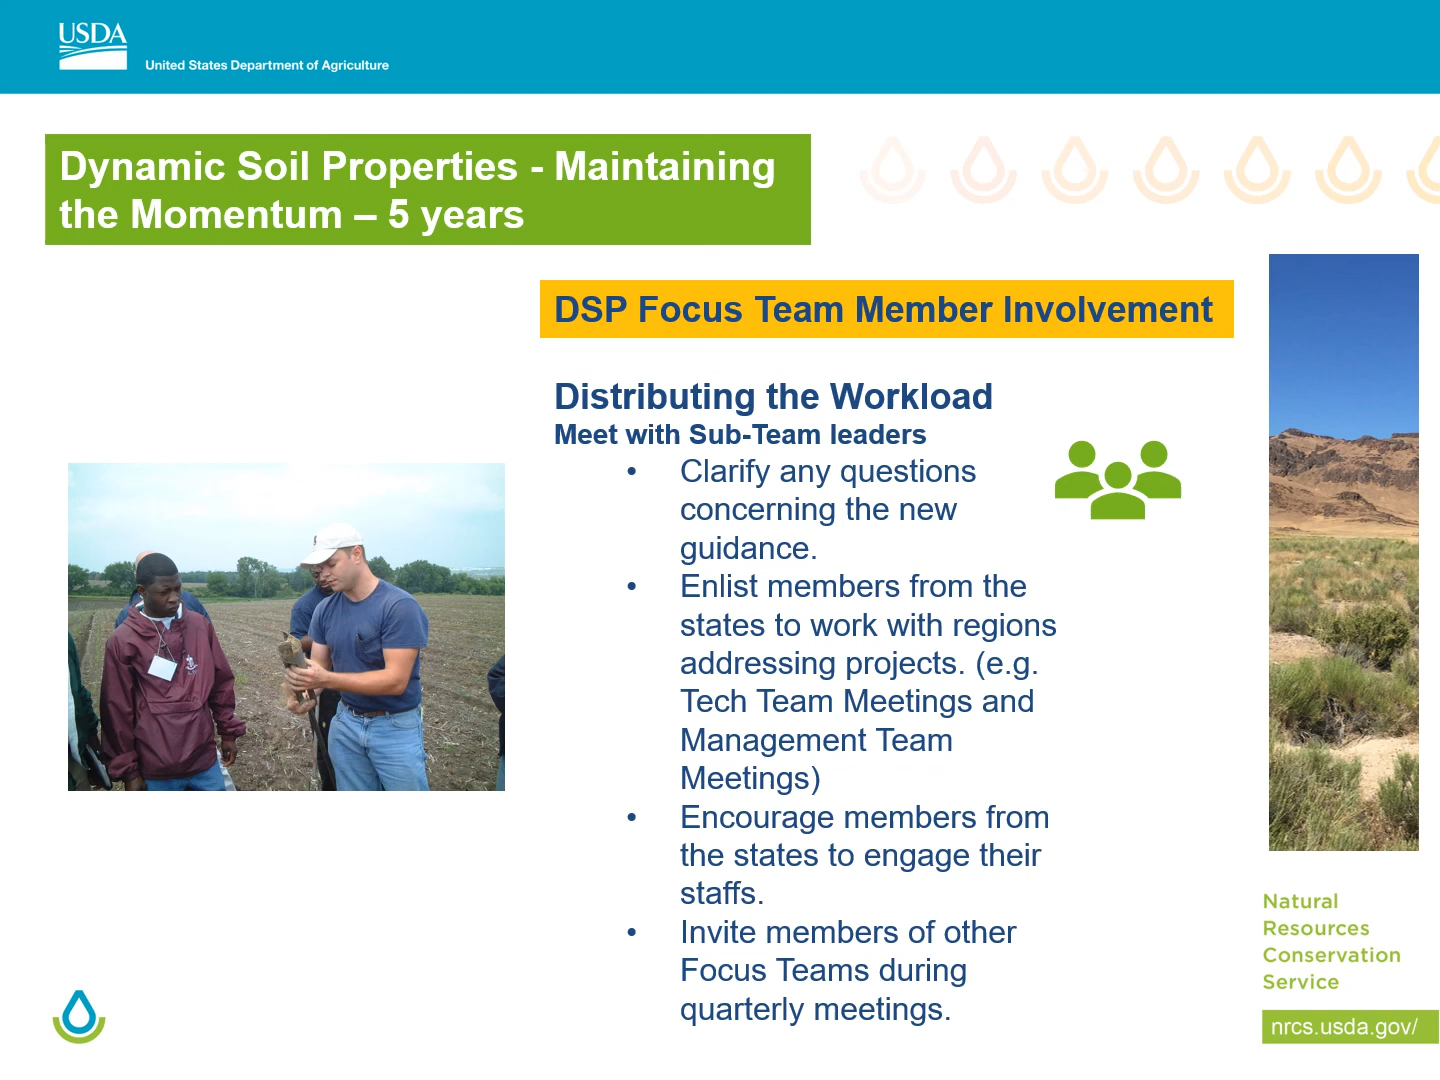 USDA
United States Department of Agriculture
Dynamic Soil Properties - Maintaining
the Momentum – 5 years
DSP Focus Team Member Involvement
Distributing the Workload
Meet with Sub-Team leaders
• Clarify any questions
concerning the new
guidance.
• Enlist members from the
states to work with regions
addressing projects. (e.g.
Tech Team Meetings and
Management Team
Meetings)
• Encourage members from
the states to engage their
staffs.
• Invite members of other
Focus Teams during
quarterly meetings.
Natural
Resources
Conservation
Service
nrcs.usda.gov/